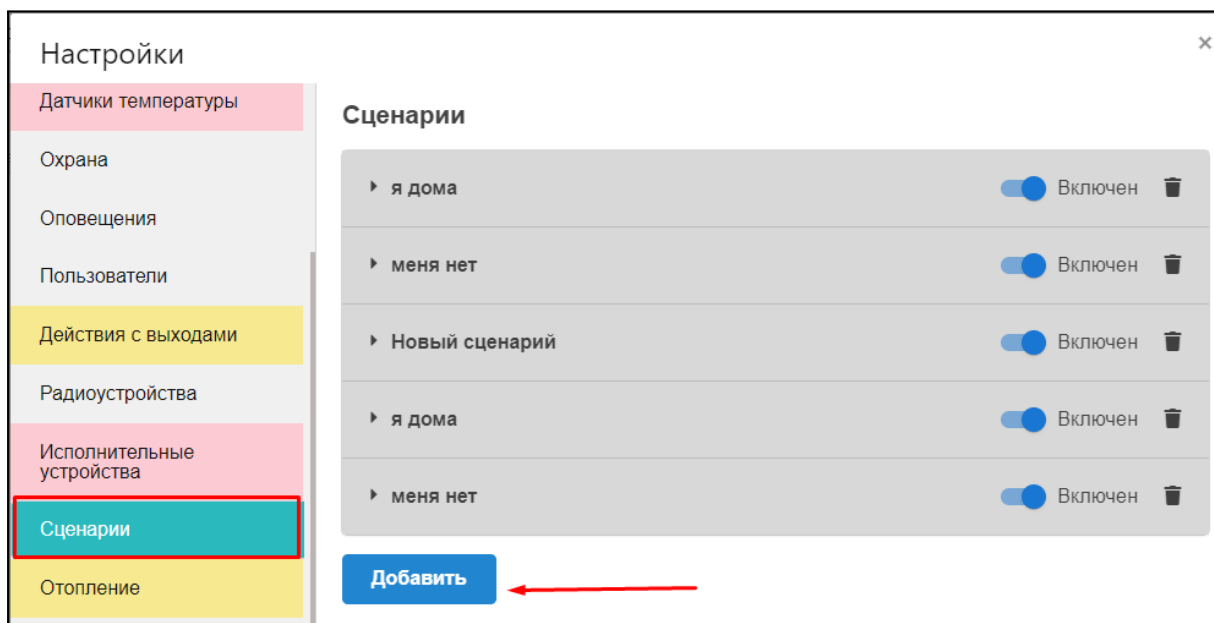 Настройки
×
Датчики температуры
Охрана
Оповещения
Пользователи
Действия с выходами
Радиоустройства
Исполнительные
устройства
Сценарии
Отопление
Сценарии
я дома Включен
меня нет Включен
Новый сценарий Включен
я дома Включен
меня нет Включен
Добавить